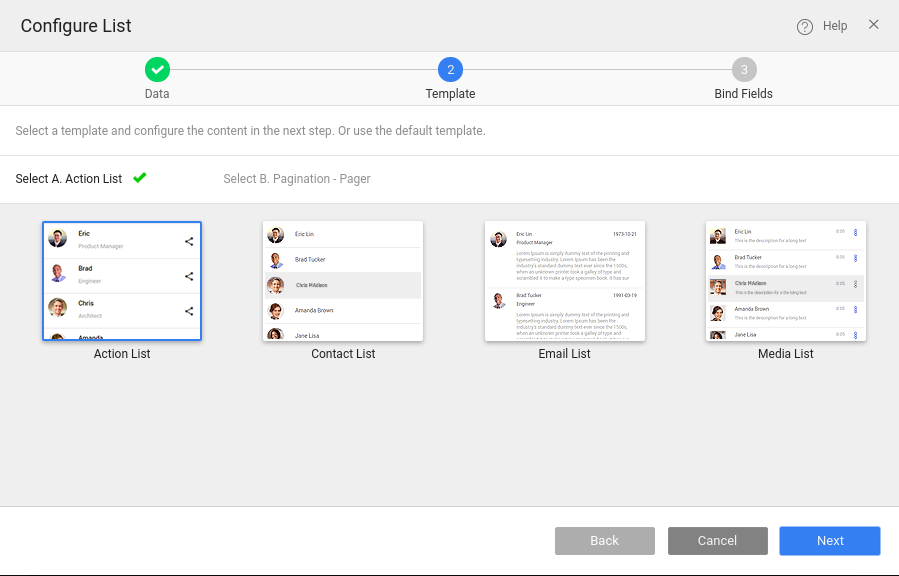 Configure List
Help
2
3
Data
Template
Bind Fields
Select a template and configure the content in the next step. Or use the default template.
Select A. Action List
Select B. Pagination - Pager
Eric
Product Manager
Brad
Engineer
Chris
Architect
Amanda
Action List
Eric Lin
Brad Tucker
Chris MAdison
Amanda Brown
Jane Lisa
Contact List
Eric Lin
1973-10-21
Product Manager
Lorem Ipsum is simply dummy text of the printing and
typesetting industry. Lorem Ipsum has been the
industry's standard dummy text ever since the 1500s,
when an unknown printer took a galley of type and
scrambled it to make a type specimen book. It has sur
Brad Tucker
1991-03-19
Engineer
Lorem Ipsum is simply dummy text of the printing and
typesetting industry. Lorem Ipsum has been the
industry's standard dummy text ever since the 1500s,
when an unknown printer took a galley of type and
Email List
Eric Lin
8:05
This is the description for a long text
Brad Tucker
8:05
This is the description for a long text
Chris MAdison
8:05
This is the description for a the long text
Amanda Brown
8:05
This is the description for a long text
Jane Lisa
8:05
Media List
Back
Cancel
Next